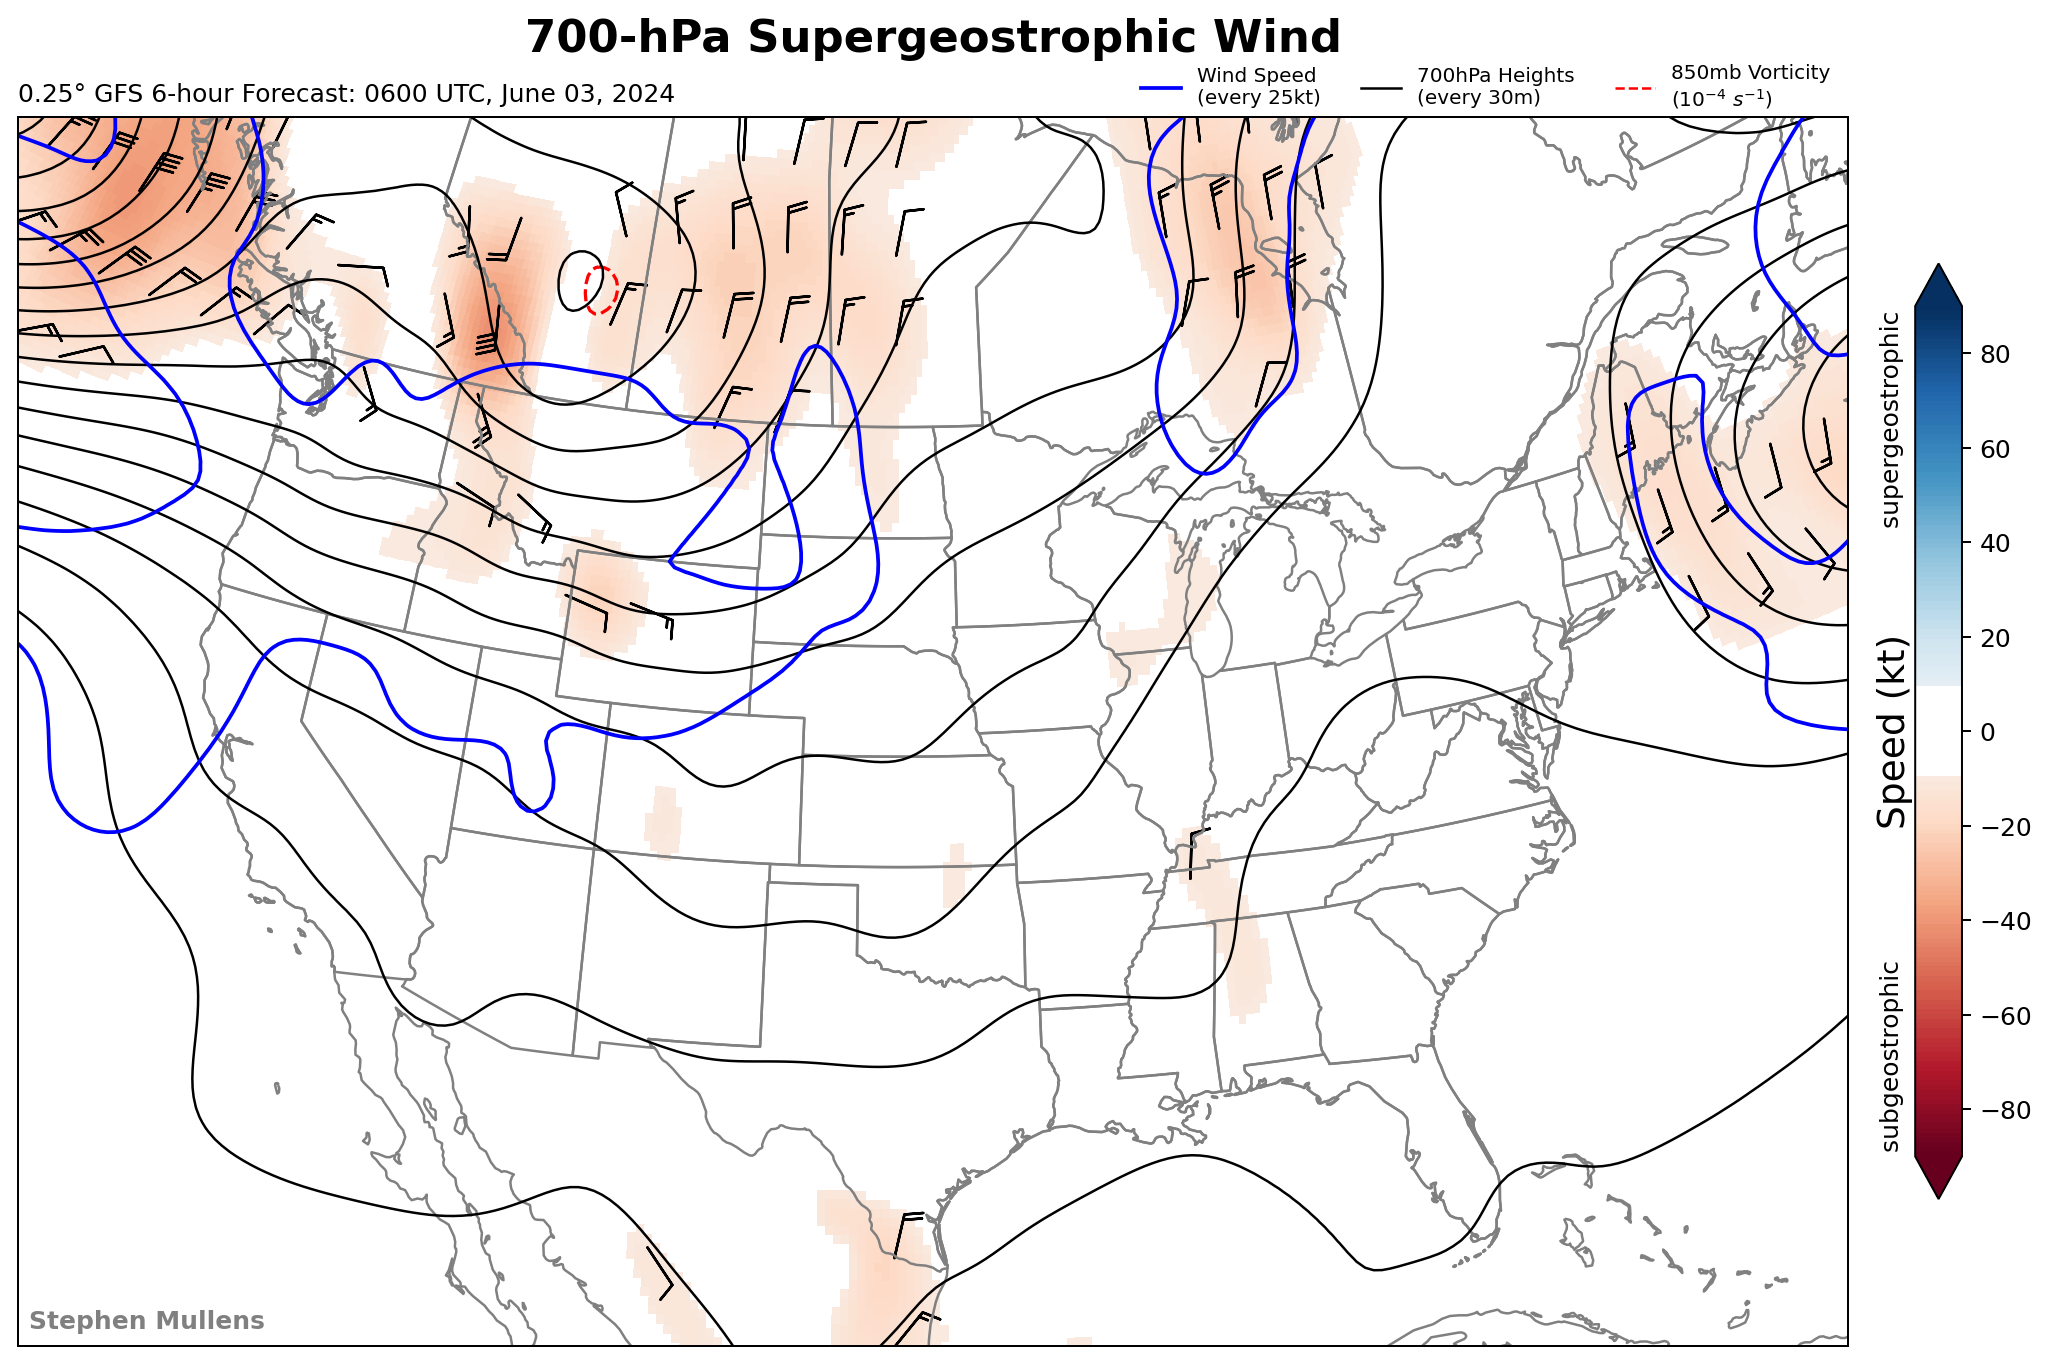 700-hPa Supergeostrophic Wind
0.25° GFS 6-hour Forecast: 0600 UTC, June 03, 2024
Wind Speed
(every 25kt)
700hPa Heights
(every 30m)
850mb Vorticity
(10⁻⁴ s⁻¹)
supergeostrophic
Speed (kt)
subgeostrophic
80
60
40
20
0
−20
−40
−60
−80
Stephen Mullens